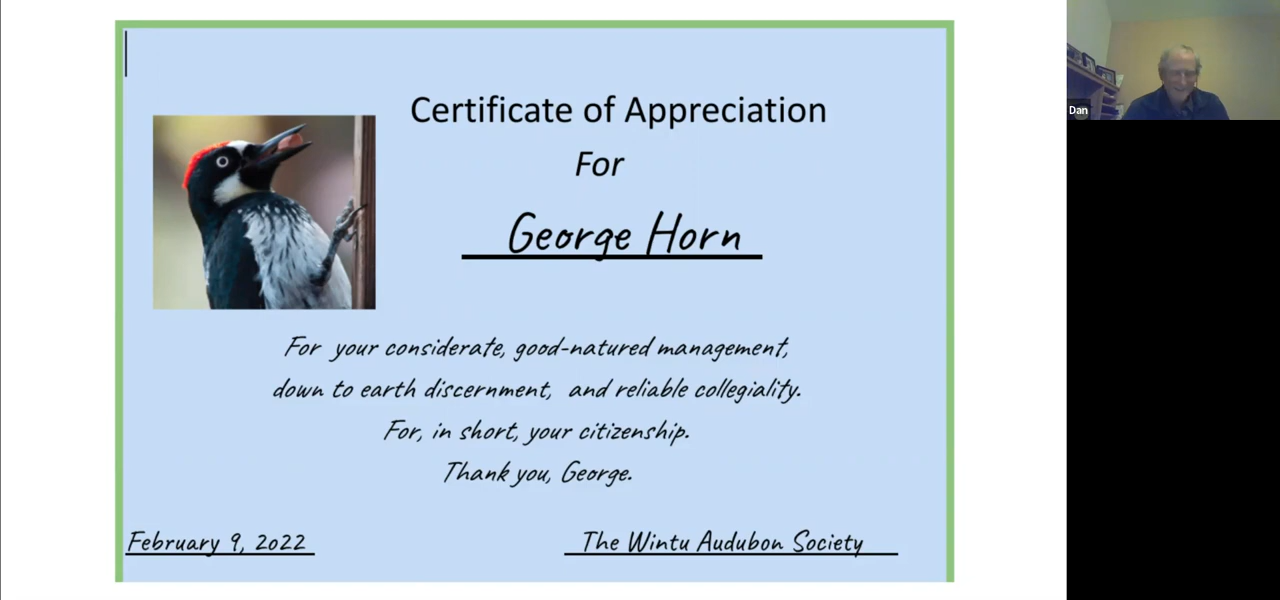 Certificate of Appreciation
For
George Horn
For your considerate, good-natured management,
down to earth discernment, and reliable collegiality.
For, in short, your citizenship.
Thank you, George.
February 9, 2022
The Wintu Audubon Society
Dan